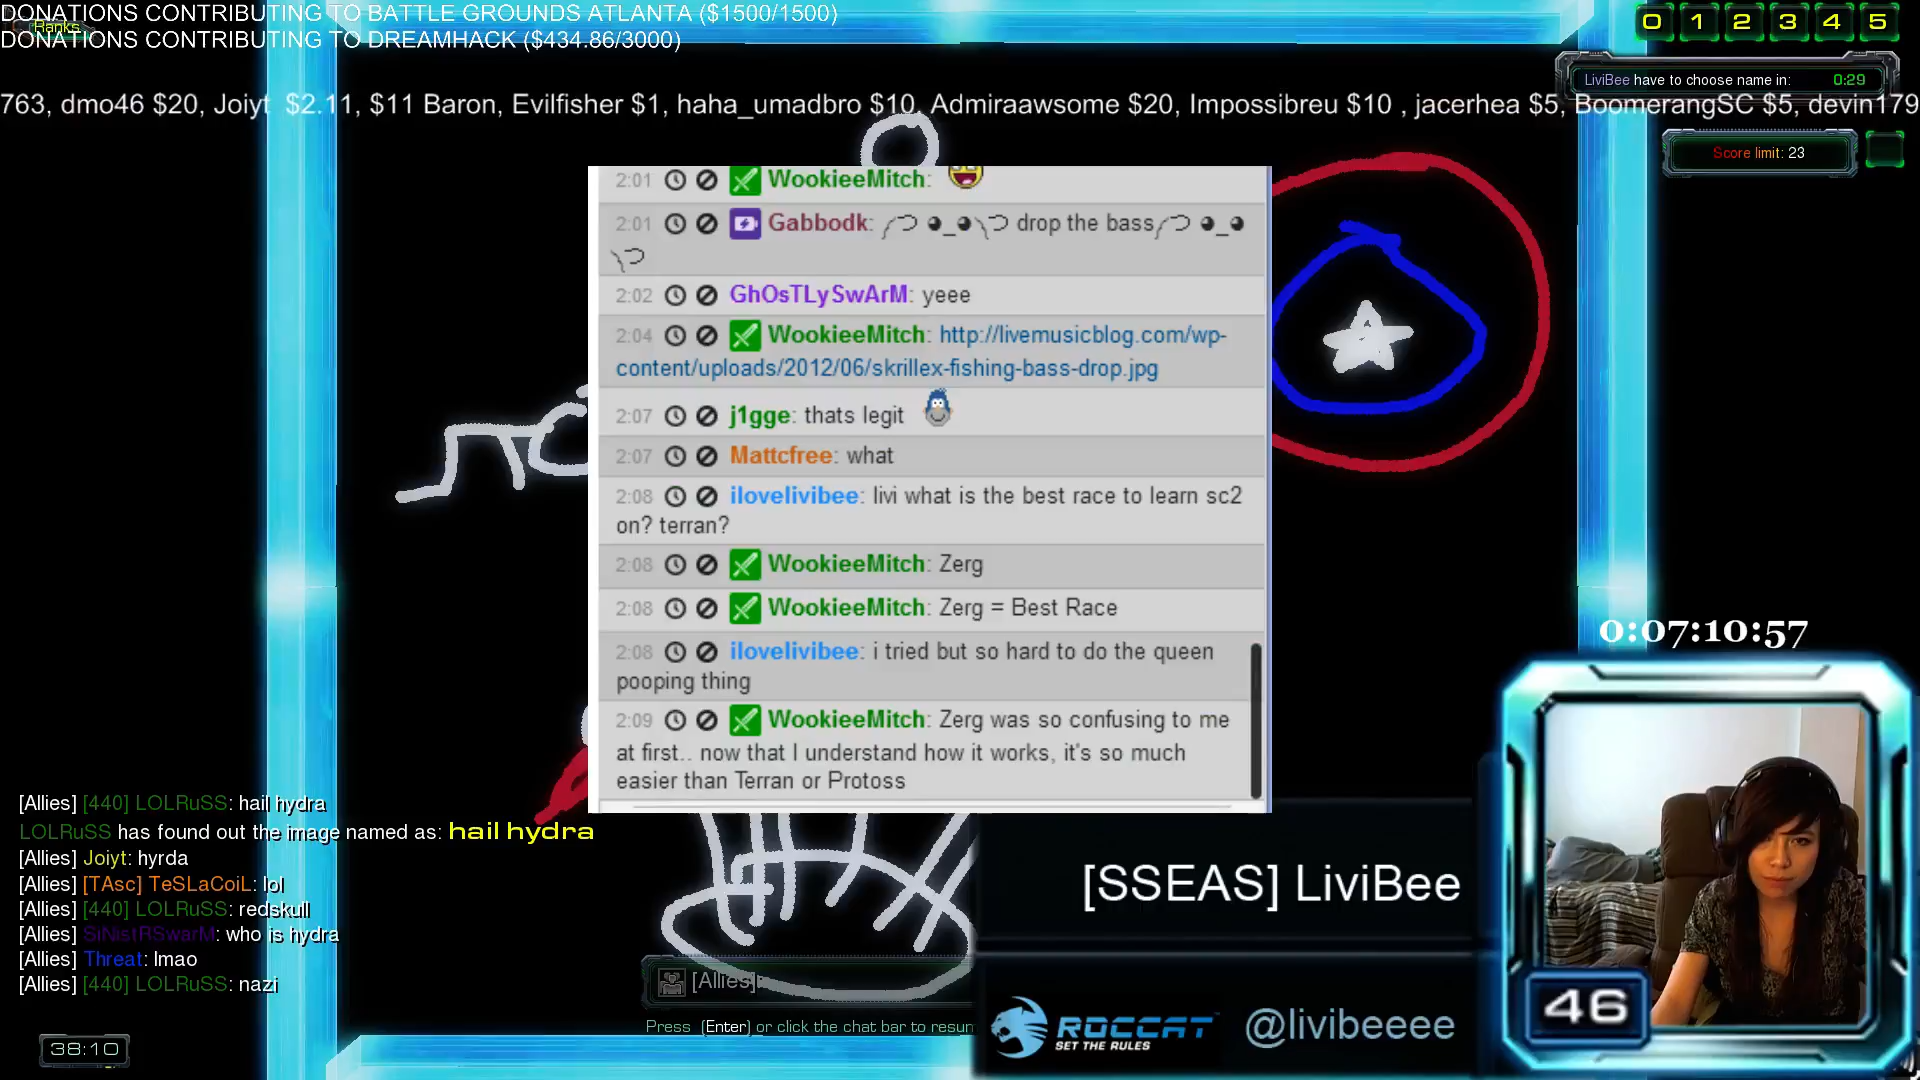 DONATIONS CONTRIBUTING TO BATTLE GROUNDS ATLANTA ($1500/1500)
Ranks
DONATIONS CONTRIBUTING TO DREAMHACK ($434.86/3000)
0 1 2 3 4 5
LiviBee have to choose name in: 0:29
763, dmo46 $20, Joiyt $2.11, $11 Baron, Evilfisher $1, haha_umadbro $10, Admiraawsome $20, Impossibreu $10 , jacerhea $5, BoomerangSC $5, devin179
Score limit: 23
2:01 WookieeMitch:
2:01 Gabbodk: ༼つ ◕_◕ ༽つ drop the bass༼つ ◕_◕
༽つ
2:02 GhOsTLySwArM: yeee
2:04 WookieeMitch: http://livemusicblog.com/wp-
content/uploads/2012/06/skrillex-fishing-bass-drop.jpg
2:07 j1gge: thats legit
2:07 Mattcfree: what
2:08 ilovelivibee: livi what is the best race to learn sc2
on? terran?
2:08 WookieeMitch: Zerg
2:08 WookieeMitch: Zerg = Best Race
2:08 ilovelivibee: i tried but so hard to do the queen
pooping thing
2:09 WookieeMitch: Zerg was so confusing to me
at first.. now that I understand how it works, it's so much
easier than Terran or Protoss
0:07:10:57
[Allies] [440] LOLRuSS: hail hydra
LOLRuSS has found out the image named as: hail hydra
[Allies] Joiyt: hyrda
[Allies] [TAsc] TeSLaCoiL: lol
[Allies] [440] LOLRuSS: redskull
[Allies] SiNistRSwarM: who is hydra
[Allies] Threat: lmao
[Allies] [440] LOLRuSS: nazi
[SSEAS] LiviBee
[Allies]
Press (Enter) or click the chat bar to resun
ROCCAT
SET THE RULES
@livibeeee
46
38:10